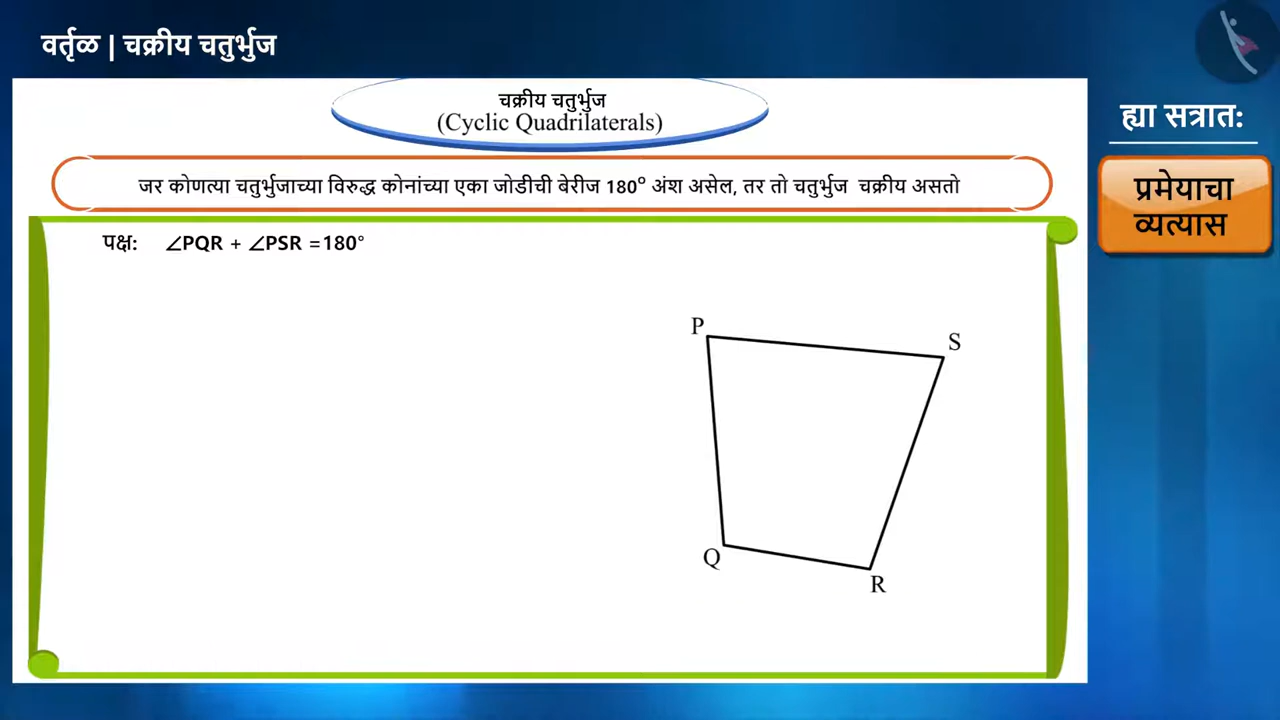 वर्तृळ | चक्रीय चतुर्भुज
चक्रीय चतुर्भुज
(Cyclic Quadrilaterals)
ह्या सत्रात:
प्रमेयाचा
व्यत्यास
जर कोणत्या चतुर्भुजाच्या विरुद्ध कोनांच्या एका जोडीची बेरीज 180° अंश असेल, तर तो चतुर्भुज चक्रीय असतो
पक्ष: ∠PQR + ∠PSR =180°
P
S
Q
R